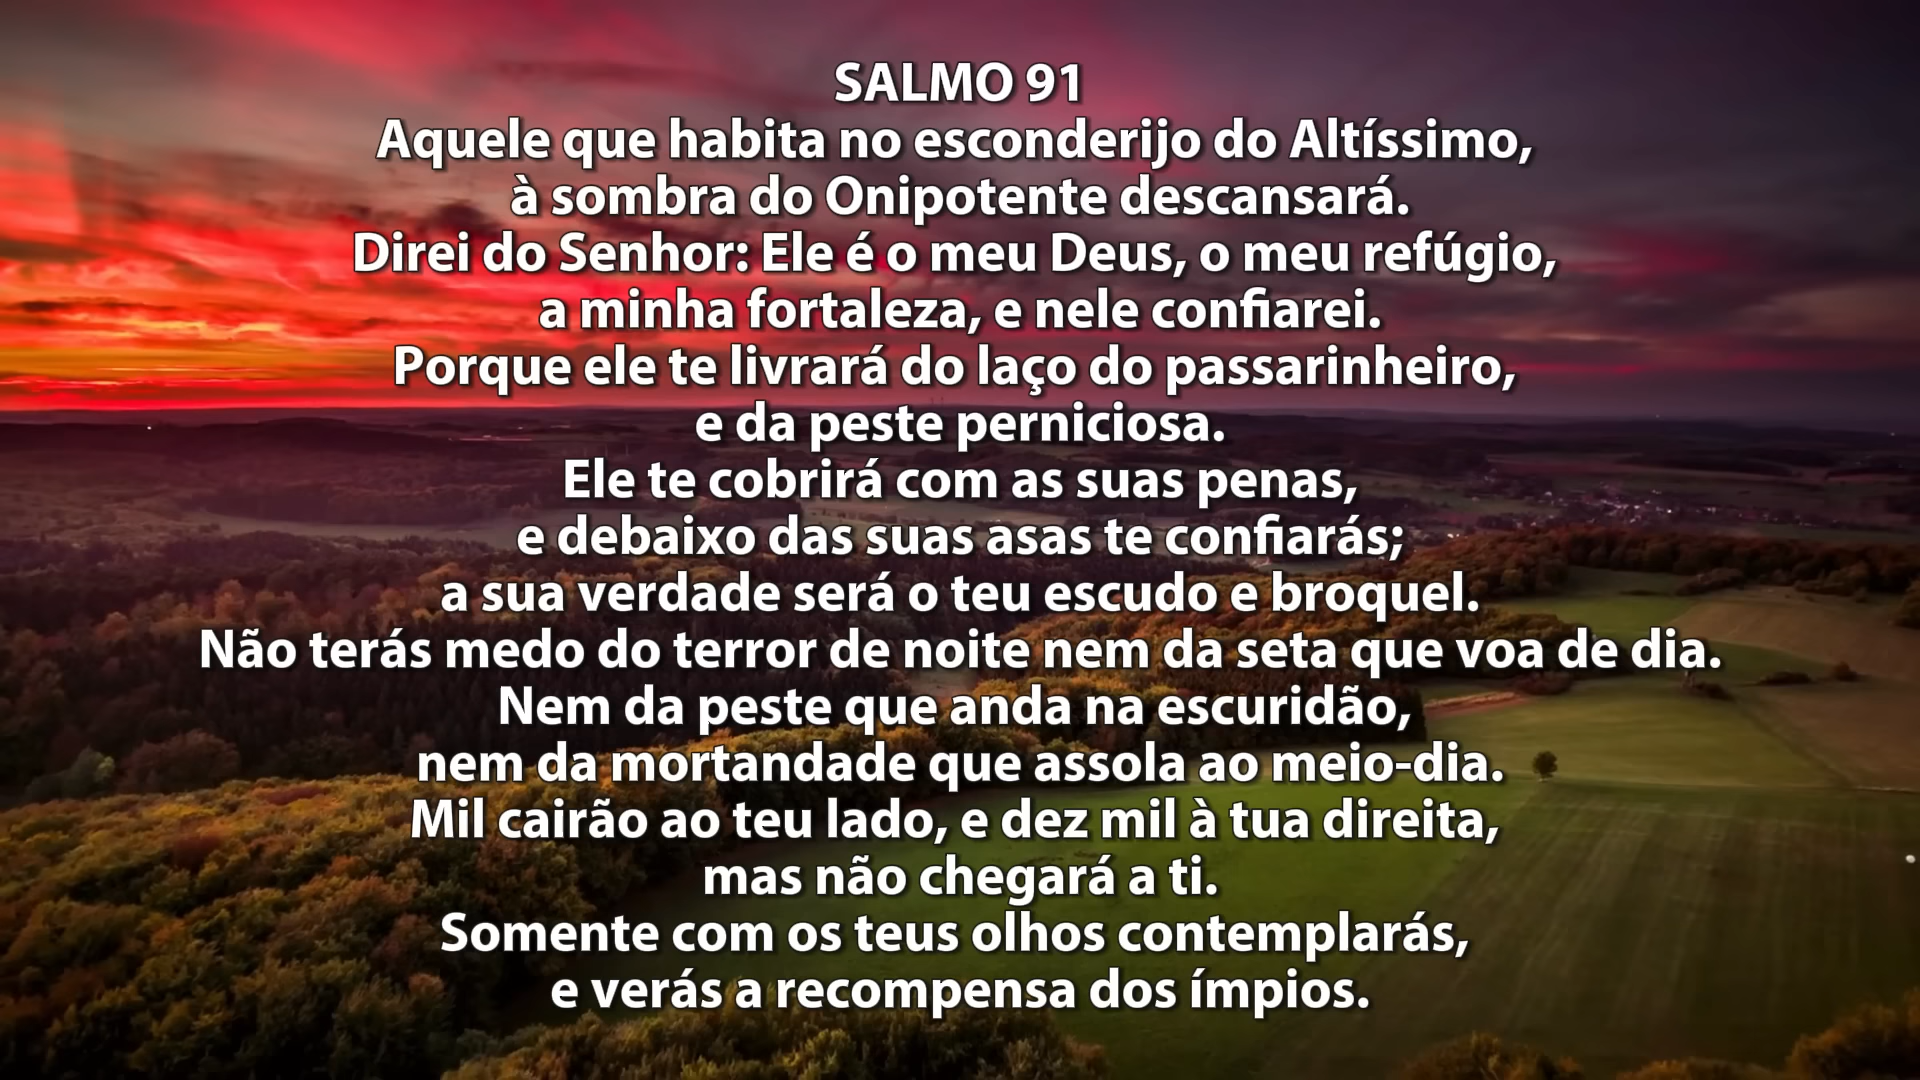 SALMO 91
Aquele que habita no esconderijo do Altíssimo,
à sombra do Onipotente descansará.
Direi do Senhor: Ele é o meu Deus, o meu refúgio,
a minha fortaleza, e nele confiarei.
Porque ele te livrará do laço do passarinheiro,
e da peste perniciosa.
Ele te cobrirá com as suas penas,
e debaixo das suas asas te confiarás;
a sua verdade será o teu escudo e broquel.
Não terás medo do terror de noite nem da seta que voa de dia.
Nem da peste que anda na escuridão,
nem da mortandade que assola ao meio-dia.
Mil cairão ao teu lado, e dez mil à tua direita,
mas não chegará a ti.
Somente com os teus olhos contemplarás,
e verás a recompensa dos ímpios.